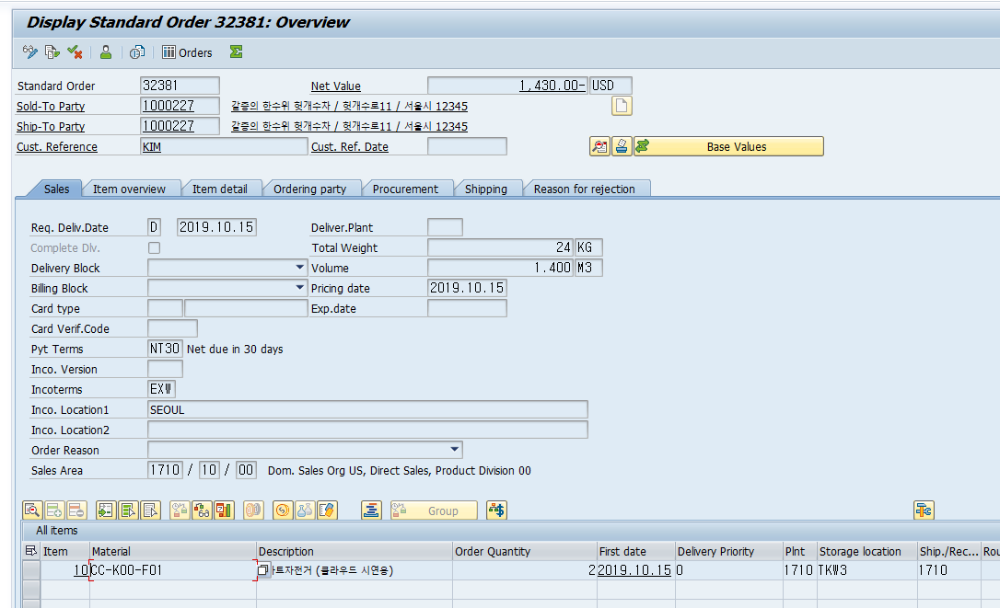 Display Standard Order 32381: Overview
Orders
Standard Order 32381 Net Value 1,430.00- USD
Sold-To Party 1000227 갈증의 한수위 헛개수차 / 헛개수로11 / 서울시 12345
Ship-To Party 1000227 갈증의 한수위 헛개수차 / 헛개수로11 / 서울시 12345
Cust. Reference KIM Cust. Ref. Date Base Values
Sales Item overview Item detail Ordering party Procurement Shipping Reason for rejection
Req. Deliv.Date D 2019.10.15 Deliver.Plant
Complete Dlv. Total Weight 24 KG
Delivery Block Volume 1.400 M3
Billing Block Pricing date 2019.10.15
Card type Exp.date
Card Verif.Code
Pyt Terms NT30 Net due in 30 days
Inco. Version
Incoterms EXW
Inco. Location1 SEOUL
Inco. Location2
Order Reason
Sales Area 1710 / 10 / 00 Dom. Sales Org US, Direct Sales, Product Division 00
Group
All items
Item Material Description Order Quantity First date Delivery Priority Plnt Storage location Ship./Rec... Rou
10 CC-K00-F01 트자전거 (클라우드 시연용) 2 2019.10.15 0 1710 TKW3 1710